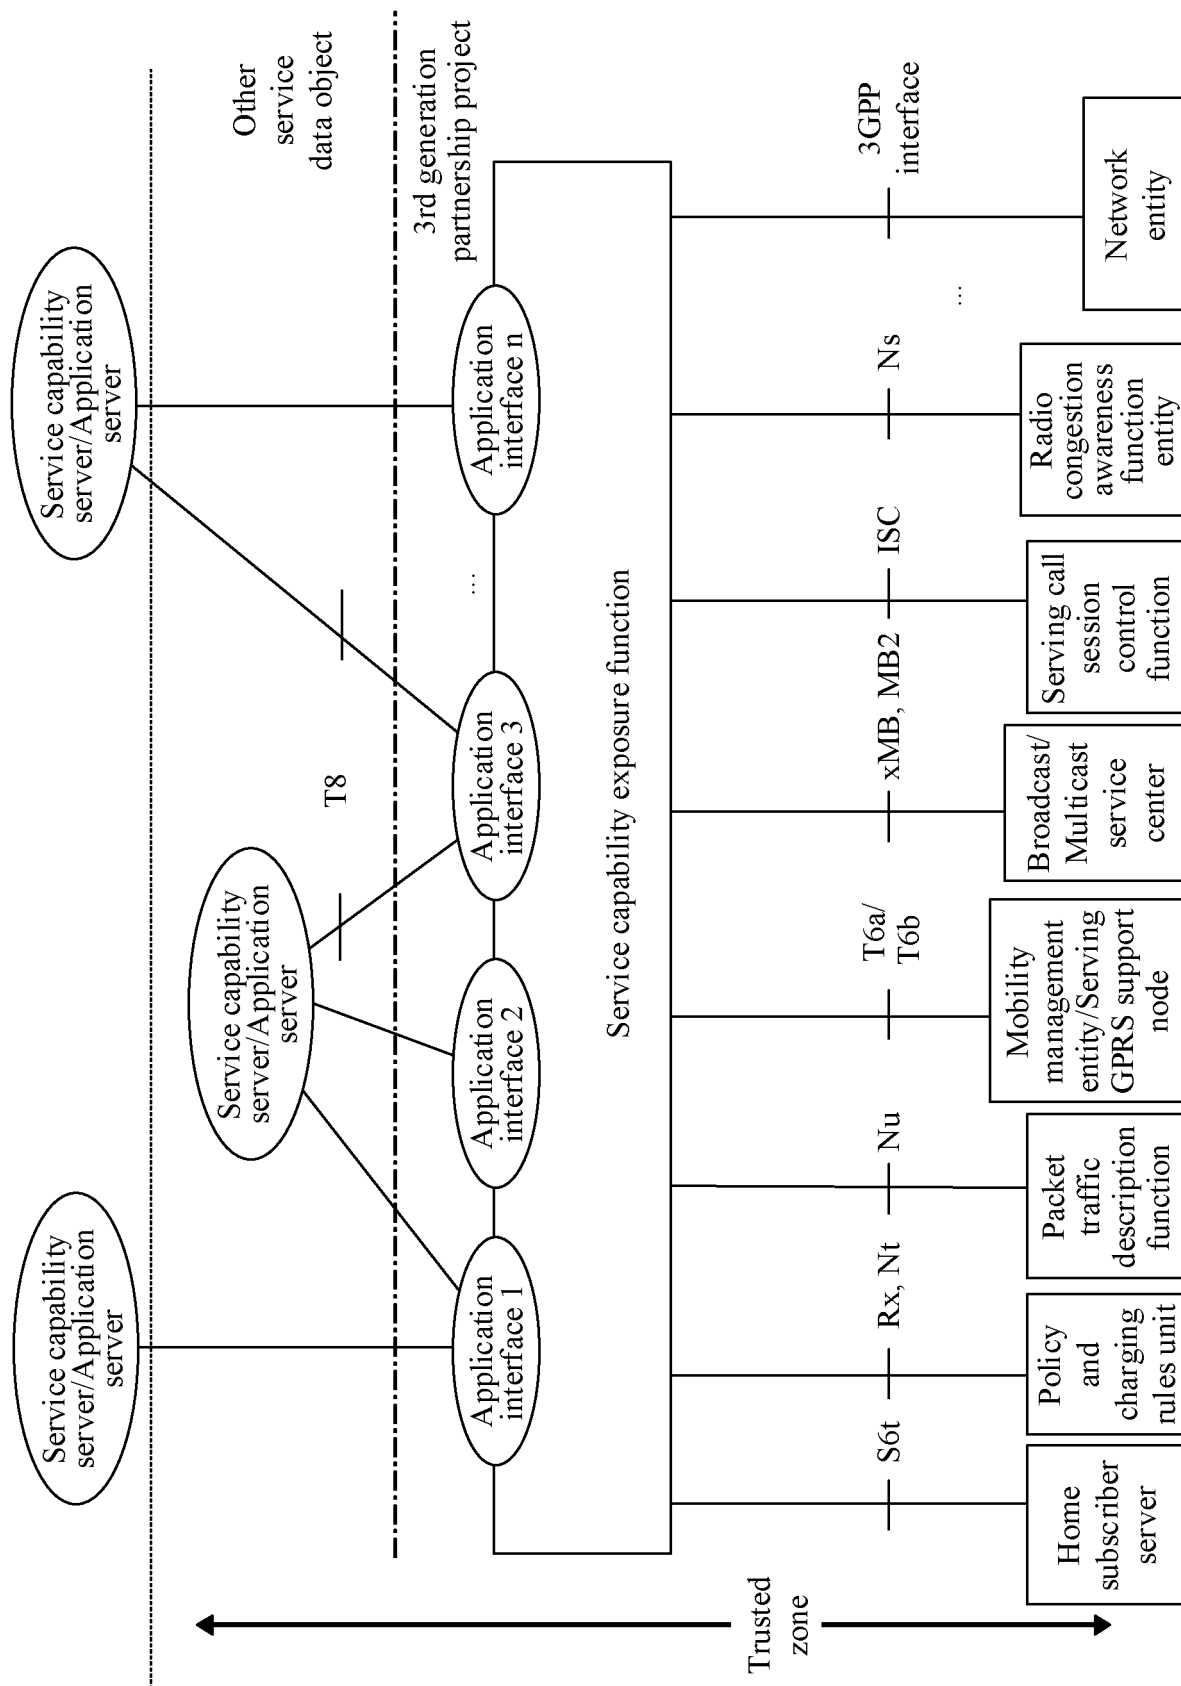 Service capability
server/Application
server
Service capability
server/Application
server
Service capability
server/Application
server
Other
service
data object
T8
3rd generation
partnership project
Application
interface 1
Application
interface 2
Application
interface 3
...
Application
interface n
Service capability exposure function
Trusted
zone
S6t
Rx, Nt
Nu
T6a/
T6b
xMB, MB2
ISC
Ns
...
3GPP
interface
Home
subscriber
server
Policy
and
charging
rules unit
Packet
traffic
description
function
Mobility
management
entity/Serving
GPRS support
node
Broadcast/
Multicast
service
center
Serving call
session
control
function
Radio
congestion
awareness
function
entity
Network
entity